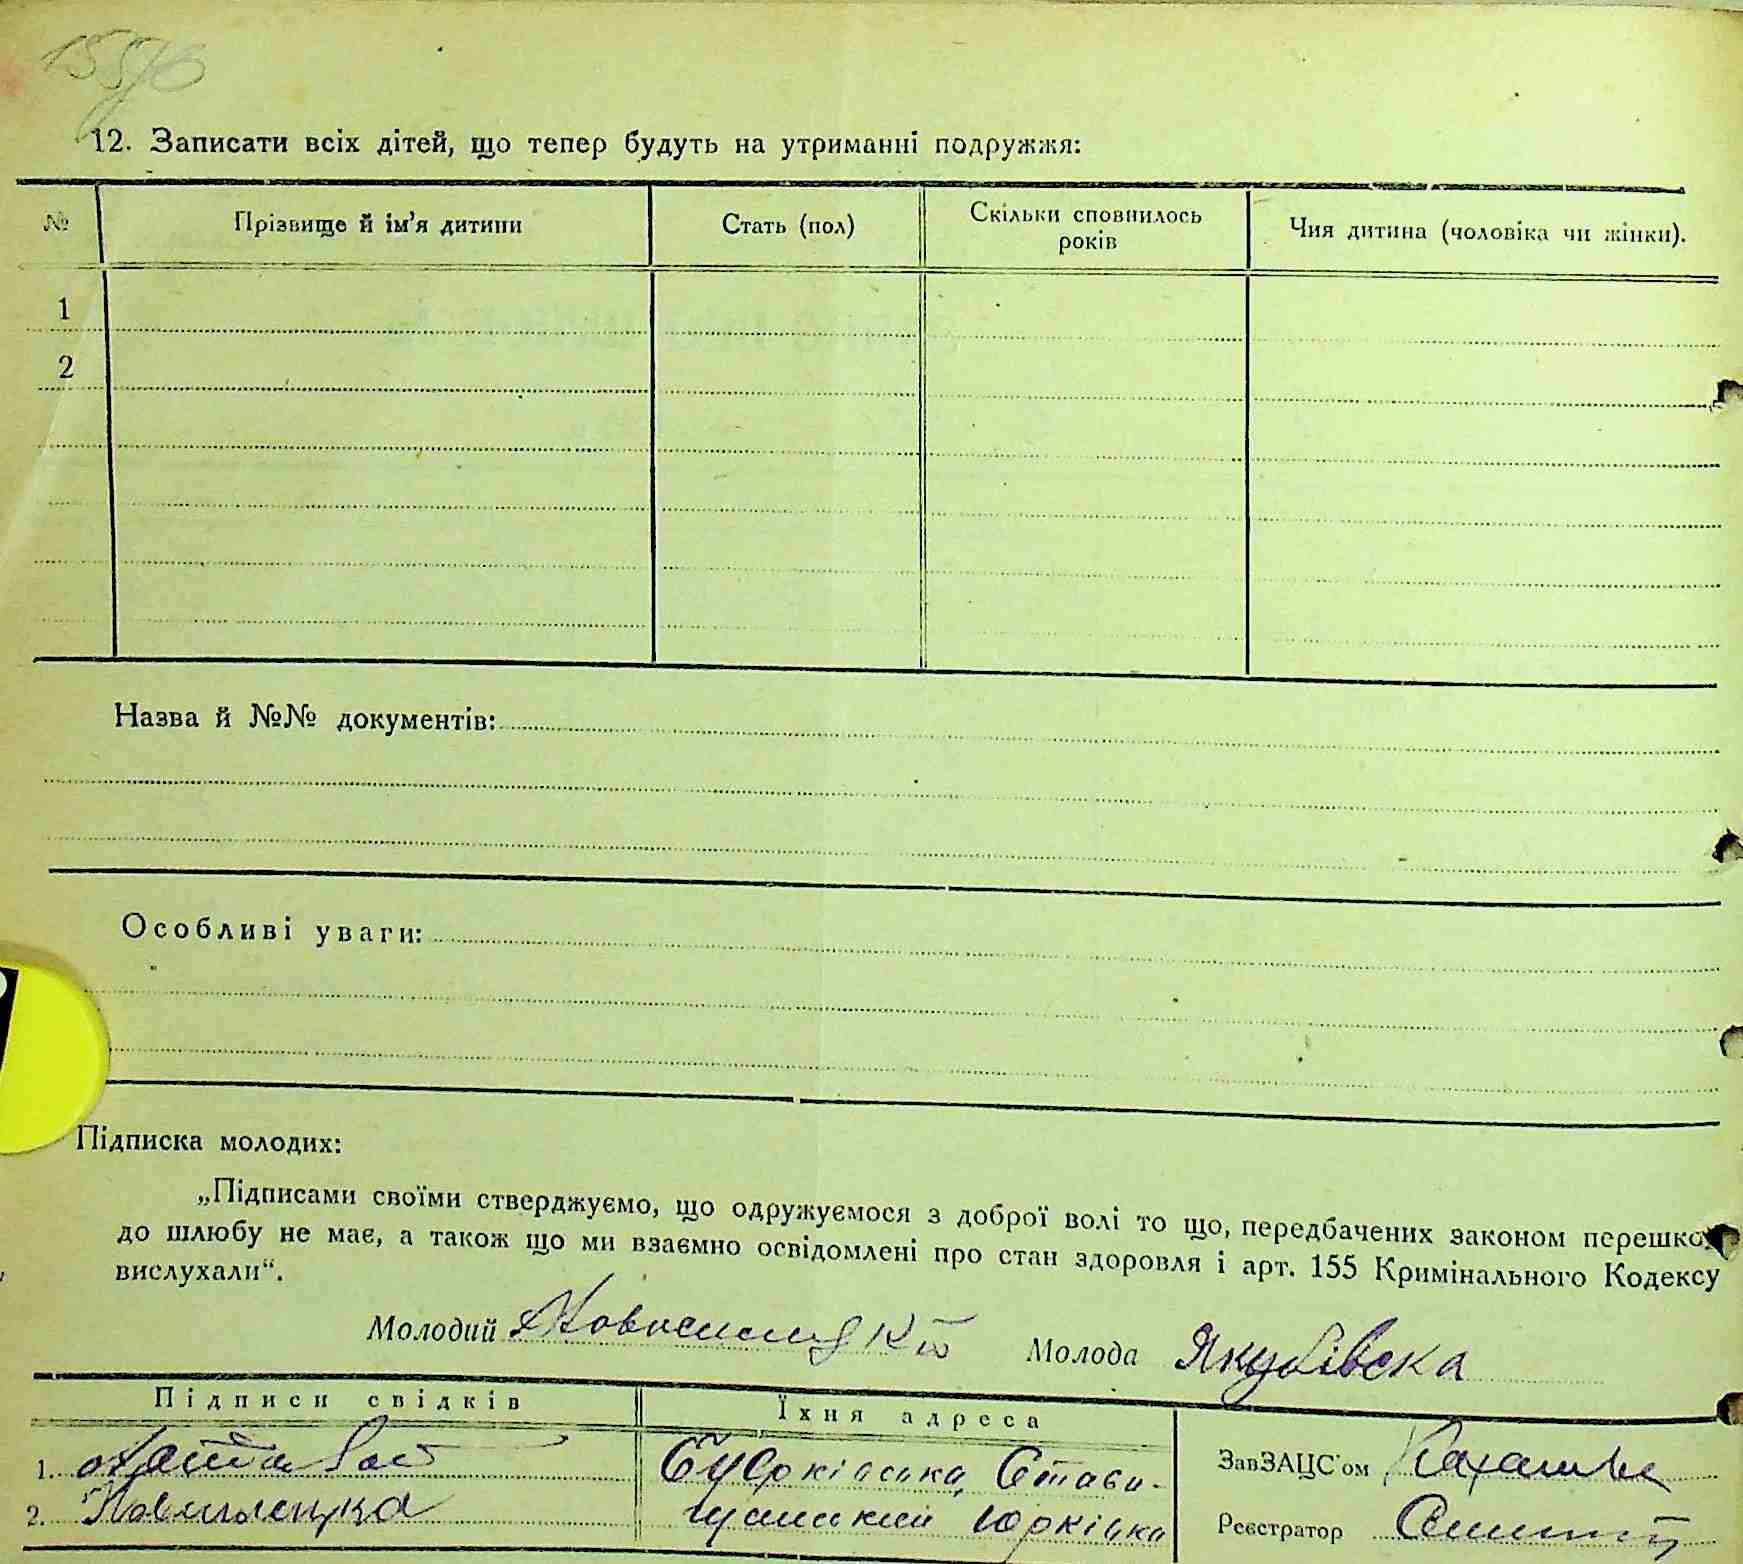 12. Записати всіх дітей, що тепер будуть на утриманні подружжя:
№ Прізвище й ім’я дитини Стать (пол) Скільки сповнилось років Чия дитина (чоловіка чи жінки).
1
2
Назва й №№ документів:
Особливі уваги:
Підписка молодих:
„Підписами своїми стверджуємо, що одружуємося з доброї волі то що, передбачених законом перешко
до шлюбу не має, а також що ми взаємно освідомлені про стан здоров‎ля і арт. 155 Кримінального Кодексу
вислухали“.
Молодий Молода Якубівска
Підписи свідків Їхня адреса
1. ЗавЗАЦС’ом
2. Реєстратор